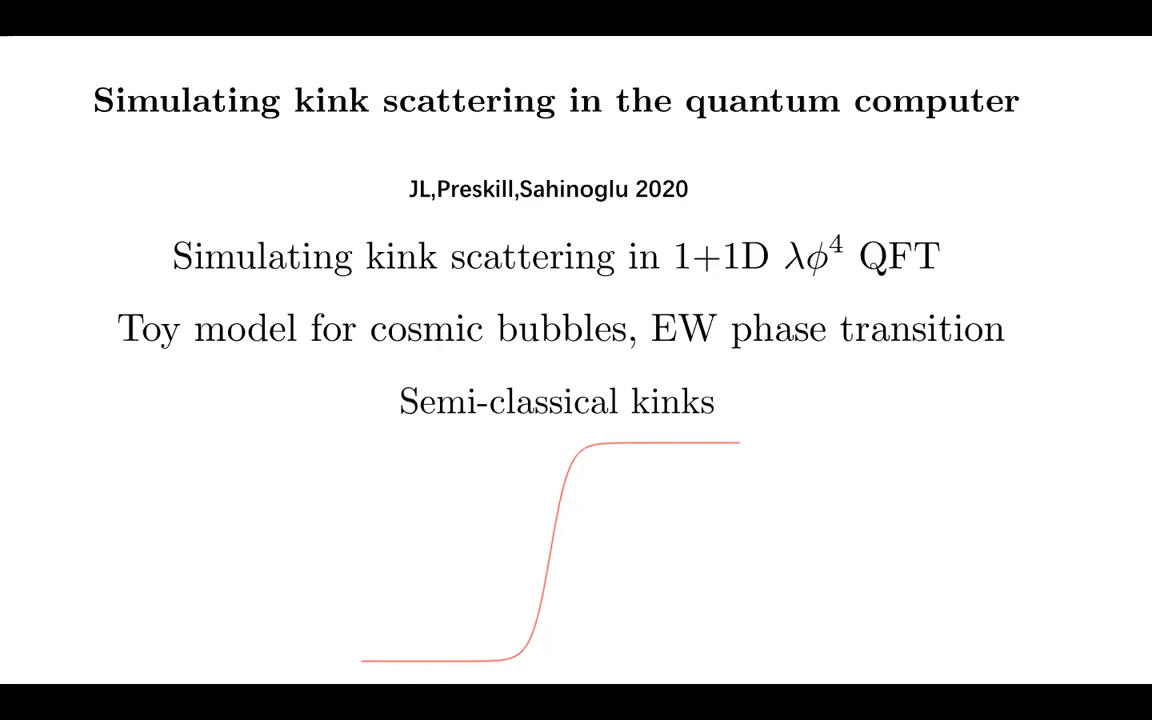 Simulating kink scattering in the quantum computer
JL,Preskill,Sahinoglu 2020
Simulating kink scattering in 1+1D λϕ⁴ QFT
Toy model for cosmic bubbles, EW phase transition
Semi-classical kinks